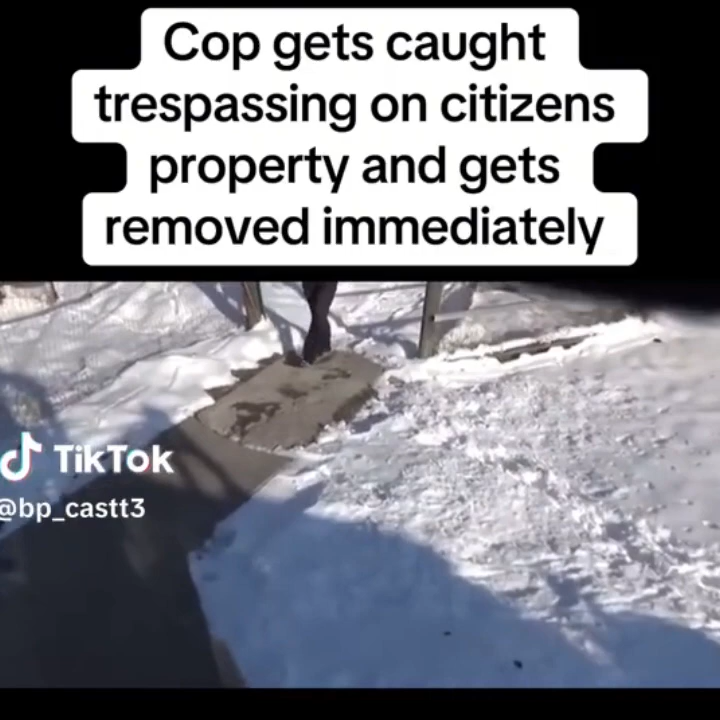 Cop gets caught
trespassing on citizens
property and gets
removed immediately
TikTok
@bp_castt3